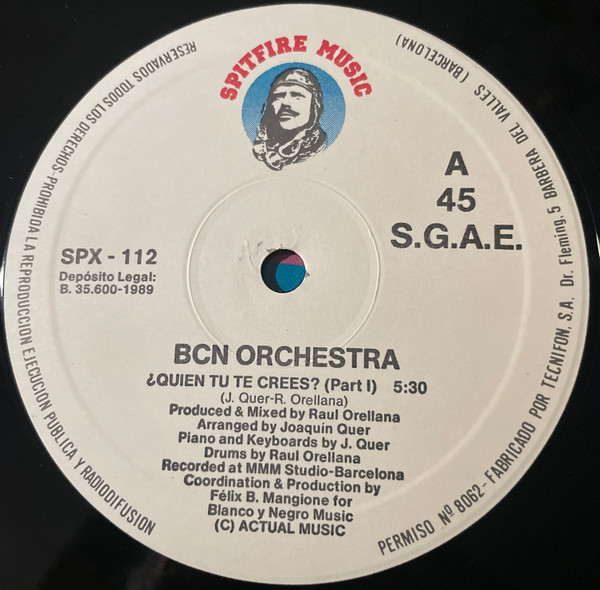 SPITFIRE MUSIC
A
45
S.G.A.E.
SPX - 112
Depósito Legal:
B. 35.600-1989
BCN ORCHESTRA
¿QUIEN TU TE CREES? (Part I) 5:30
(J. Quer-R. Orellana)
Produced & Mixed by Raul Orellana
Arranged by Joaquín Quer
Piano and Keyboards by J. Quer
Drums by Raul Orellana
Recorded at MMM Studio-Barcelona
Coordination & Production by
Félix B. Mangione for
Blanco y Negro Music
(C) ACTUAL MUSIC
RESERVADOS TODOS LOS DERECHOS-PROHIBIDA LA REPRODUCCION EJECUCION PUBLICA Y RADIODIFUSION
PERMISO Nº 8062 - FABRICADO POR TECNIFON, S.A. Dr. Fleming, 5 BARBERA DEL VALLES (BARCELONA)